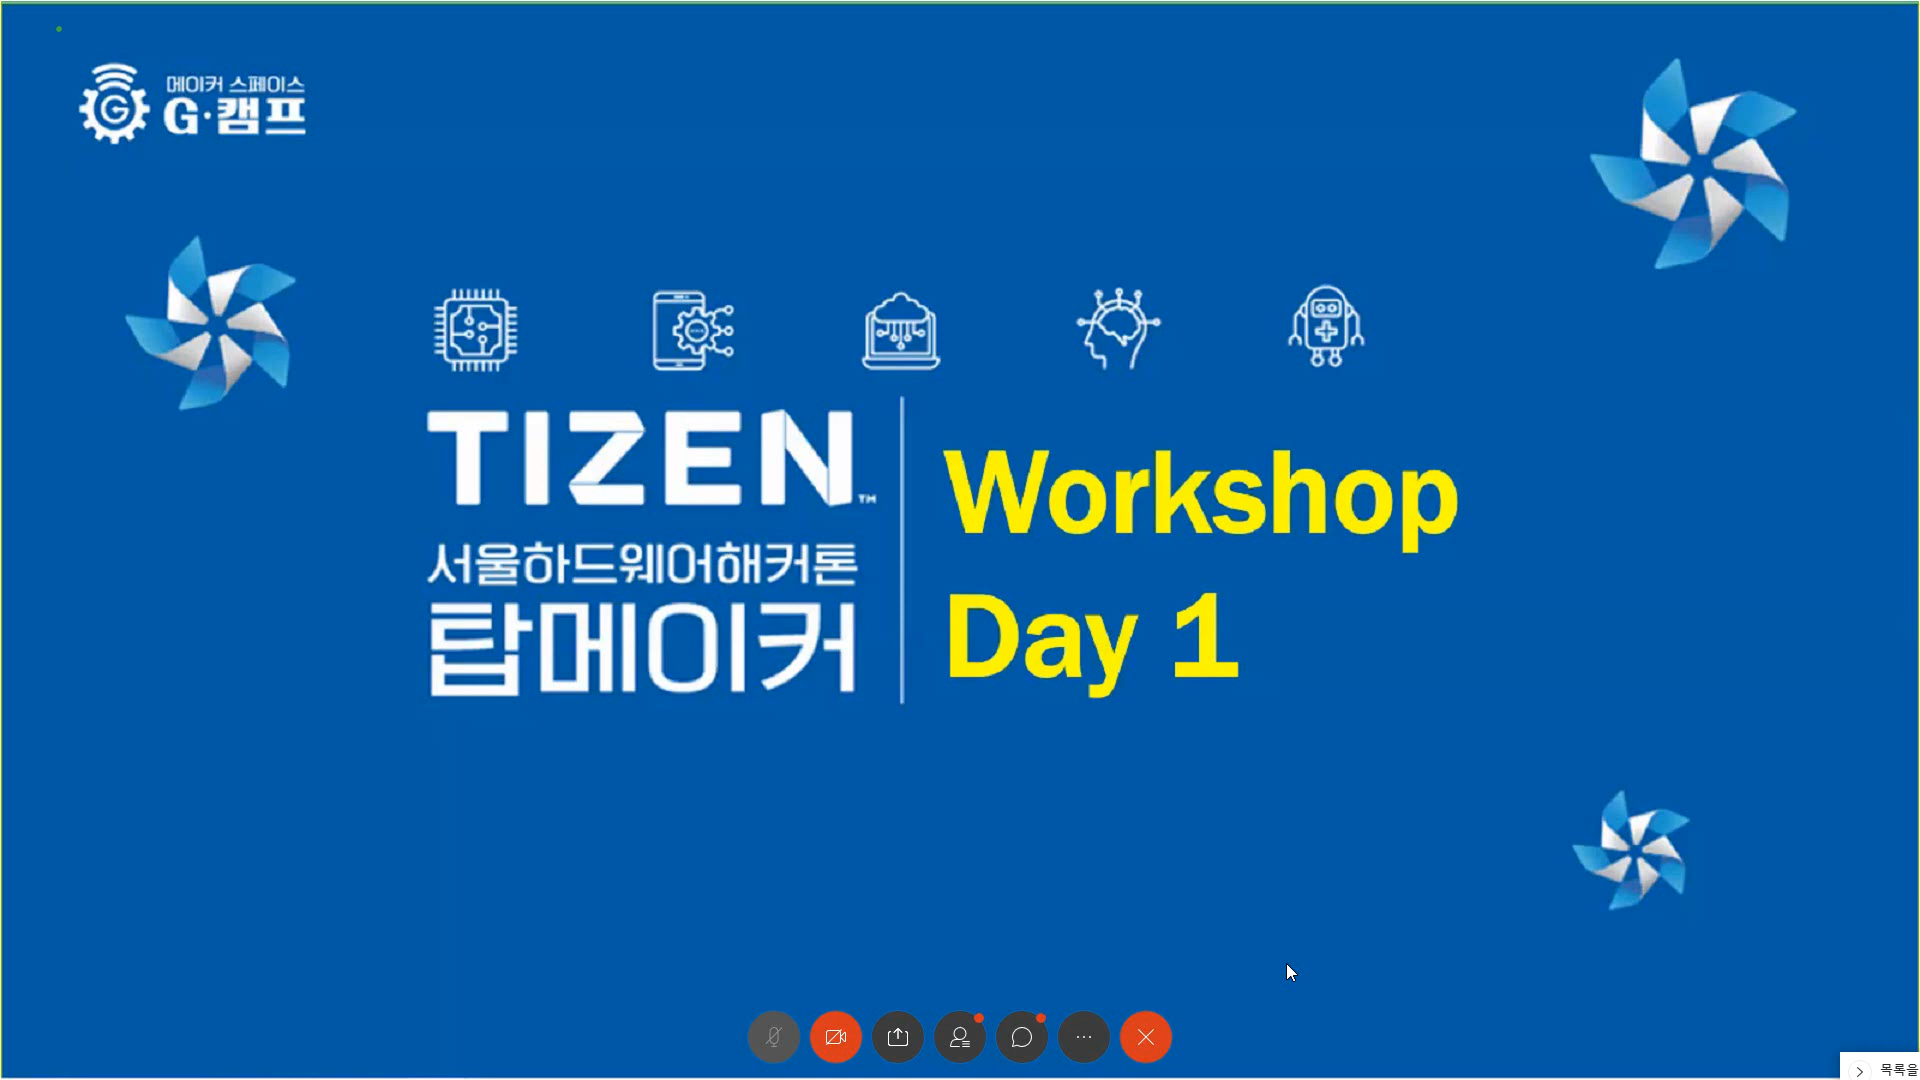 메이커 스페이스
G·캠프
TIZEN™
서울하드웨어해커톤
탑메이커
Workshop
Day 1
목록을